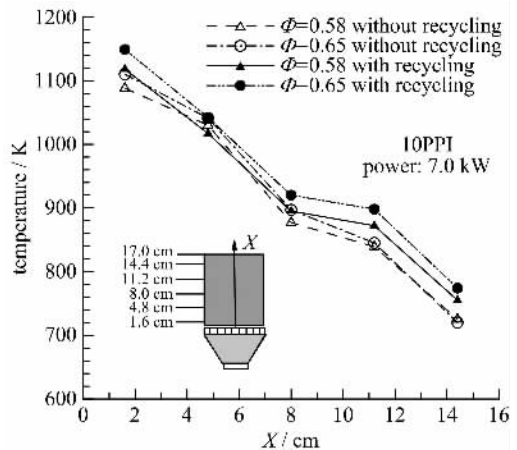 1200
1100
1000
900
800
700
600
temperature / K
Φ=0.58 without recycling
Φ=0.65 without recycling
Φ=0.58 with recycling
Φ=0.65 with recycling
10PPI
power: 7.0 kW
X
17.0 cm
14.4 cm
11.2 cm
8.0 cm
4.8 cm
1.6 cm
0 2 4 6 8 10 12 14 16
X / cm